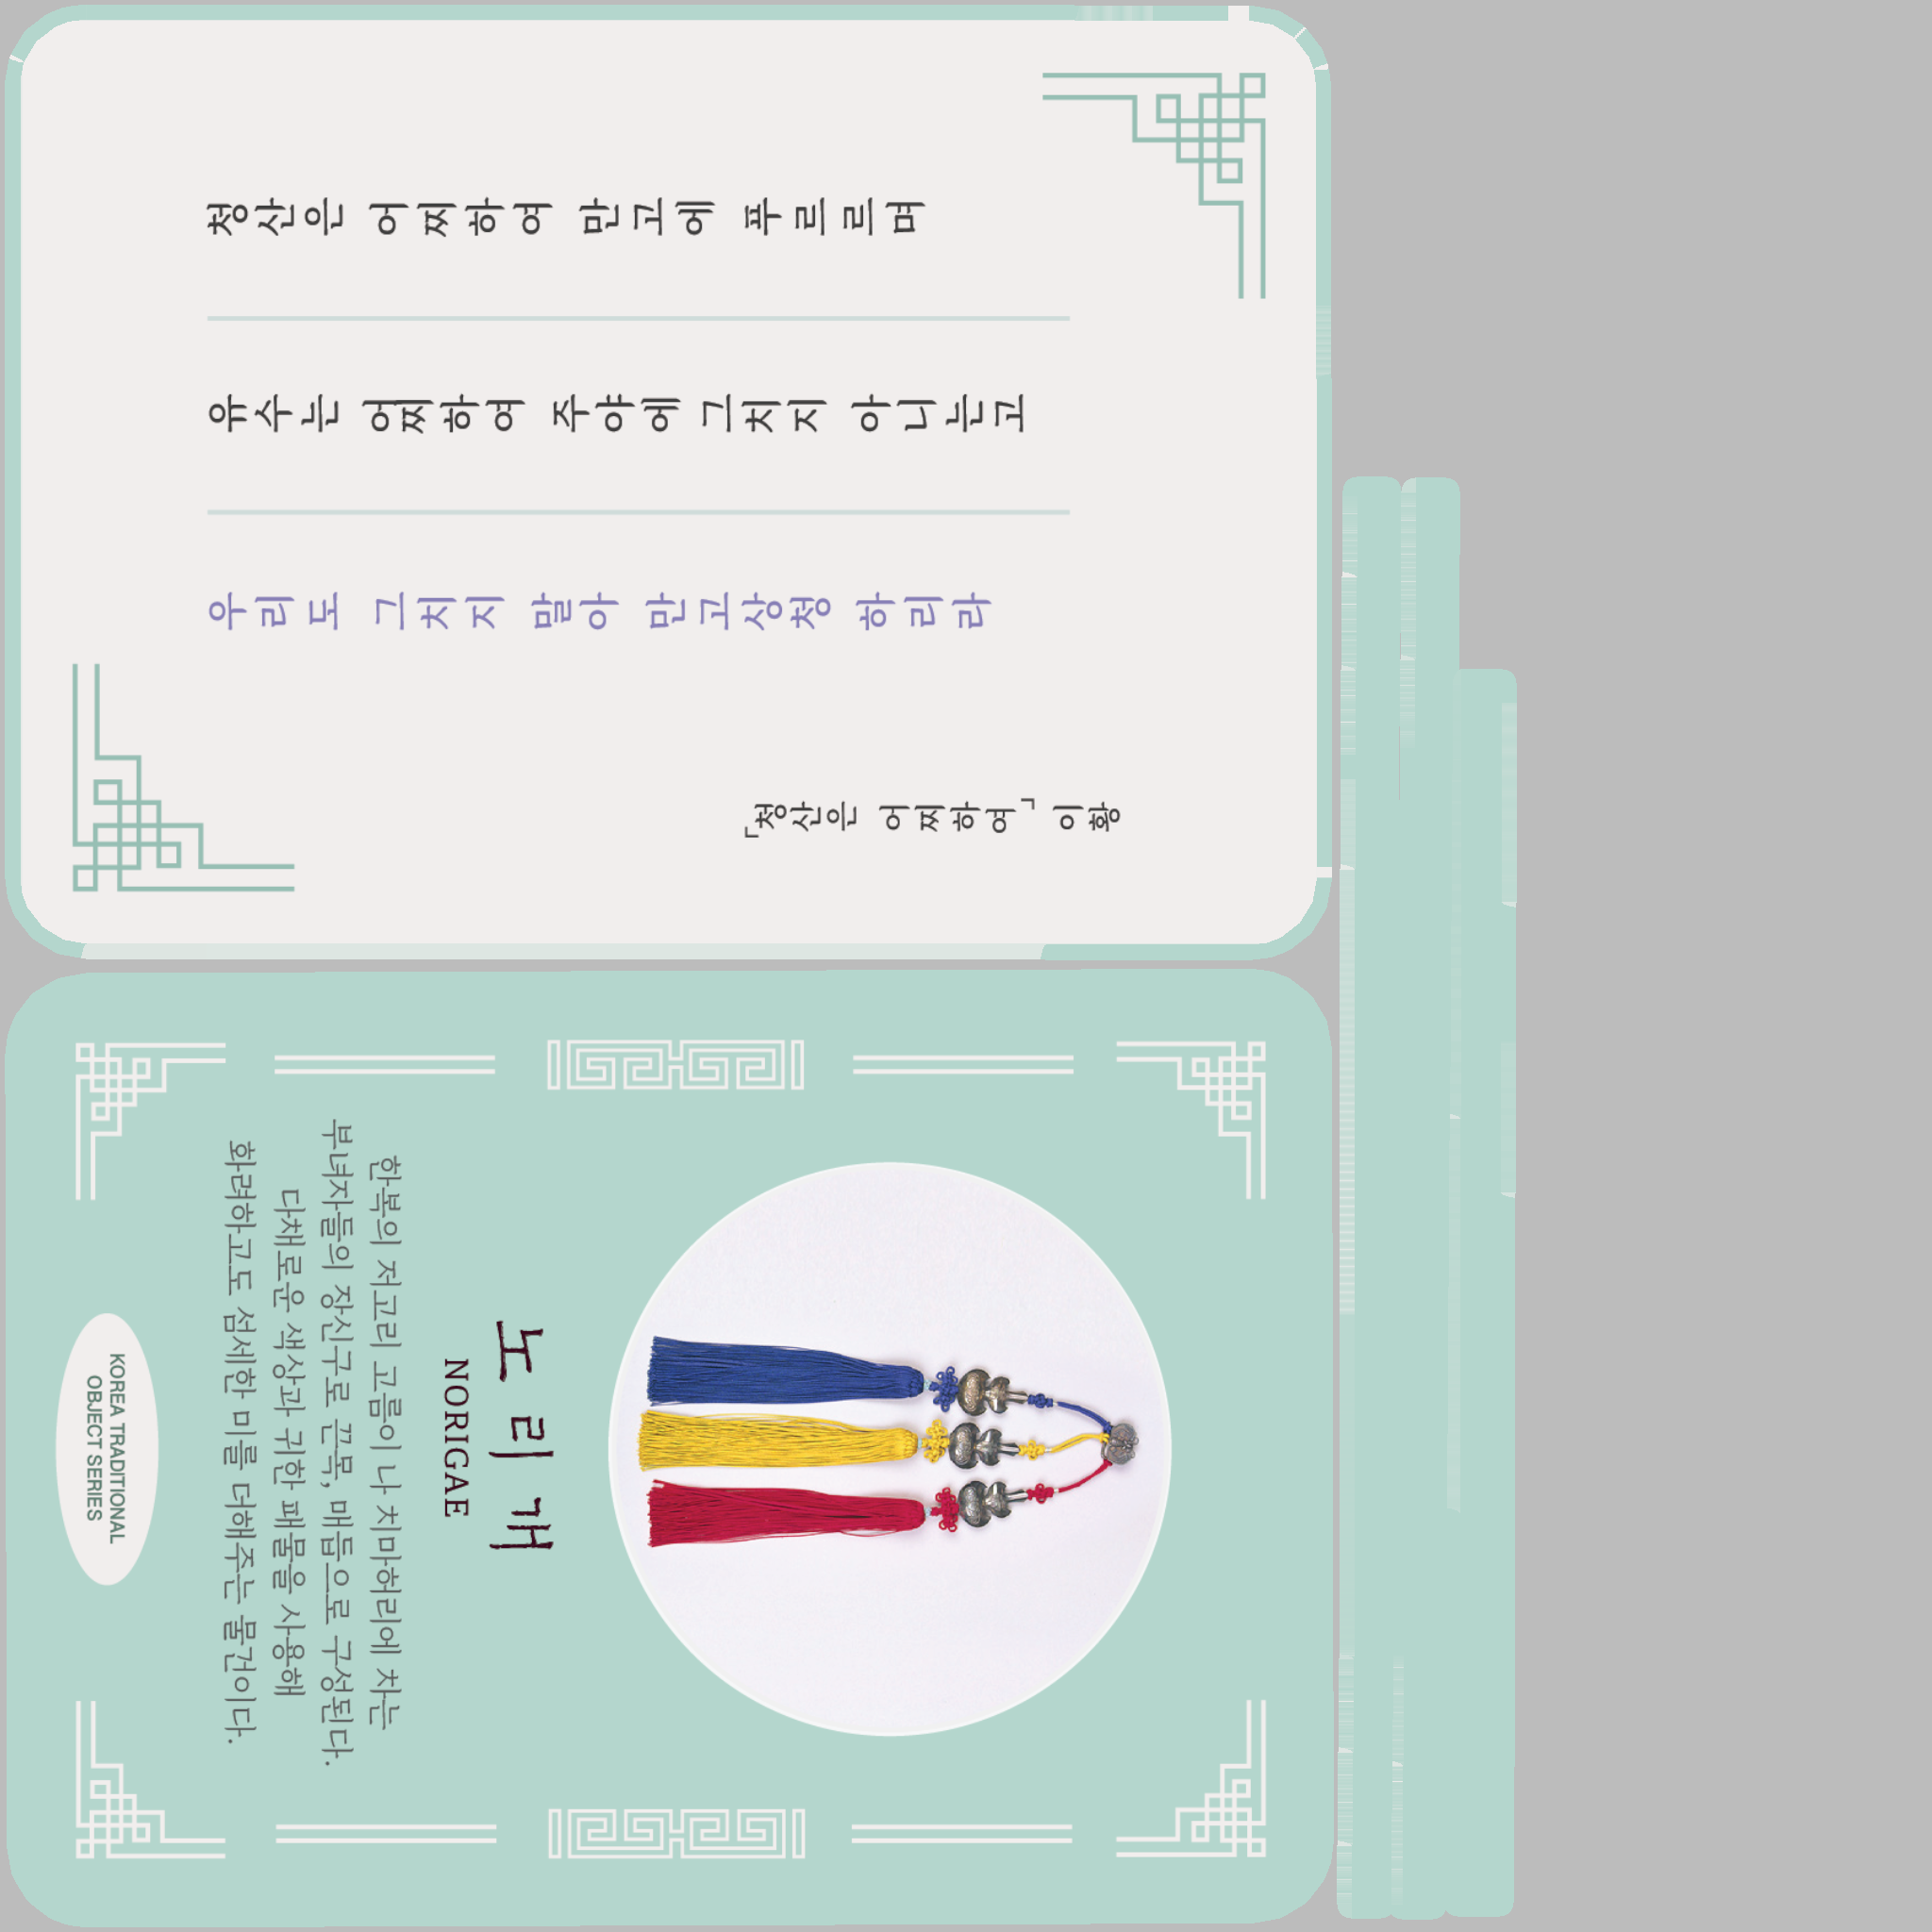 청산은 어찌하여 만고에 푸르르며
유수는 어찌하여 주야에 그치지 아니는고
우리도 그치지 말아 만고상청 하리라
「청산은 어찌하여」 이황
노리개
NORIGAE
한복의 저고리 고름이나 치마허리에 차는
부녀자들의 장신구로 끈목, 매듭으로 구성된다.
다채로운 색상과 귀한 패물을 사용해
화려하고도 섬세한 미를 더해주는 물건이다.
KOREA TRADITIONAL
OBJECT SERIES